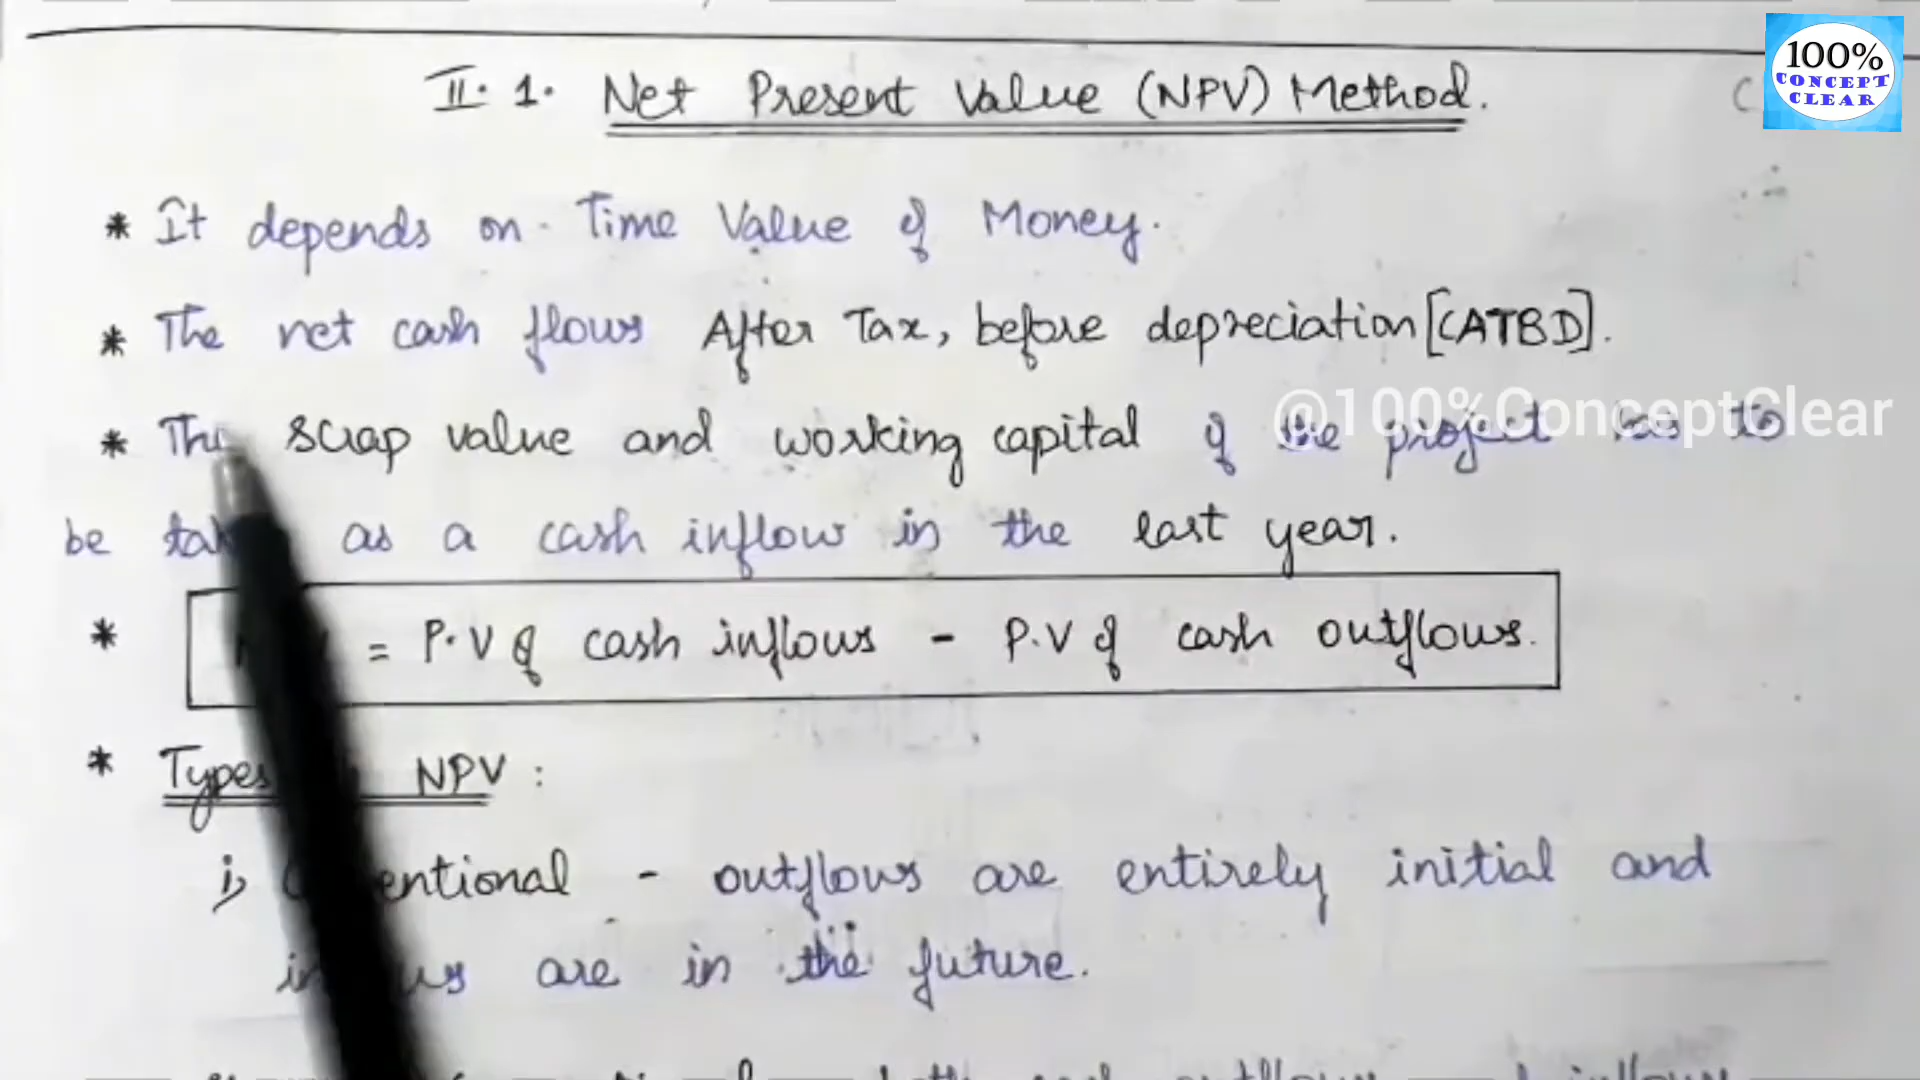 100%
CONCEPT
CLEAR
II. 1. Net Present Value (NPV) Method.
* It depends on Time Value of Money.
* The net cash flows After Tax, before depreciation [CATBD].
@100%ConceptClear
* The scrap value and working capital of the project has to
be as a cash inflow in the last year.
* = P.V of cash inflows - P.V of cash outflows.
* Types NPV :
i) - outflows are entirely initial and
are in the future.